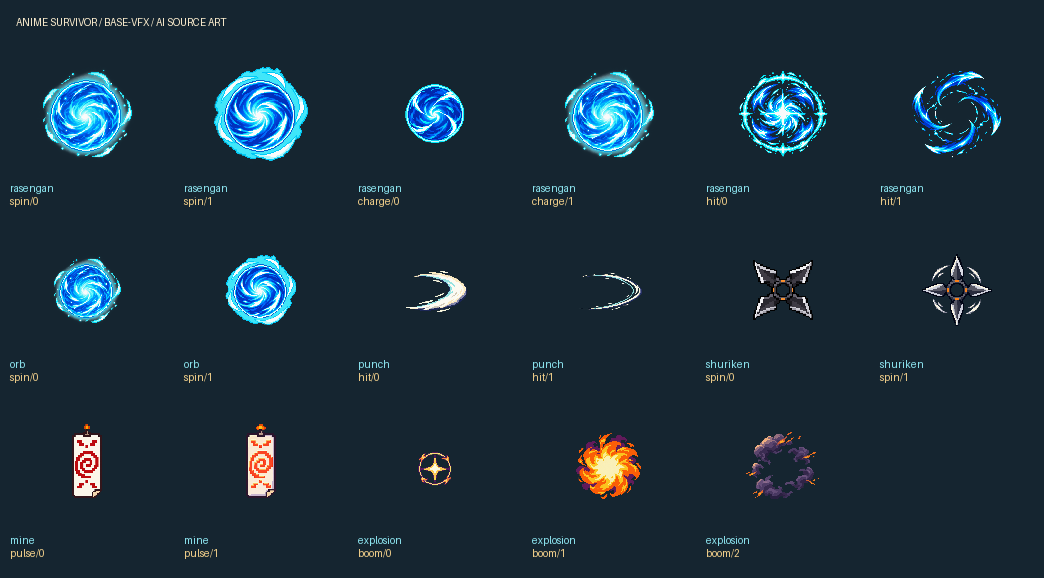 ANIME SURVIVOR / BASE-VFX / AI SOURCE ART
rasengan
spin/0
rasengan
spin/1
rasengan
charge/0
rasengan
charge/1
rasengan
hit/0
rasengan
hit/1
orb
spin/0
orb
spin/1
punch
hit/0
punch
hit/1
shuriken
spin/0
shuriken
spin/1
mine
pulse/0
mine
pulse/1
explosion
boom/0
explosion
boom/1
explosion
boom/2